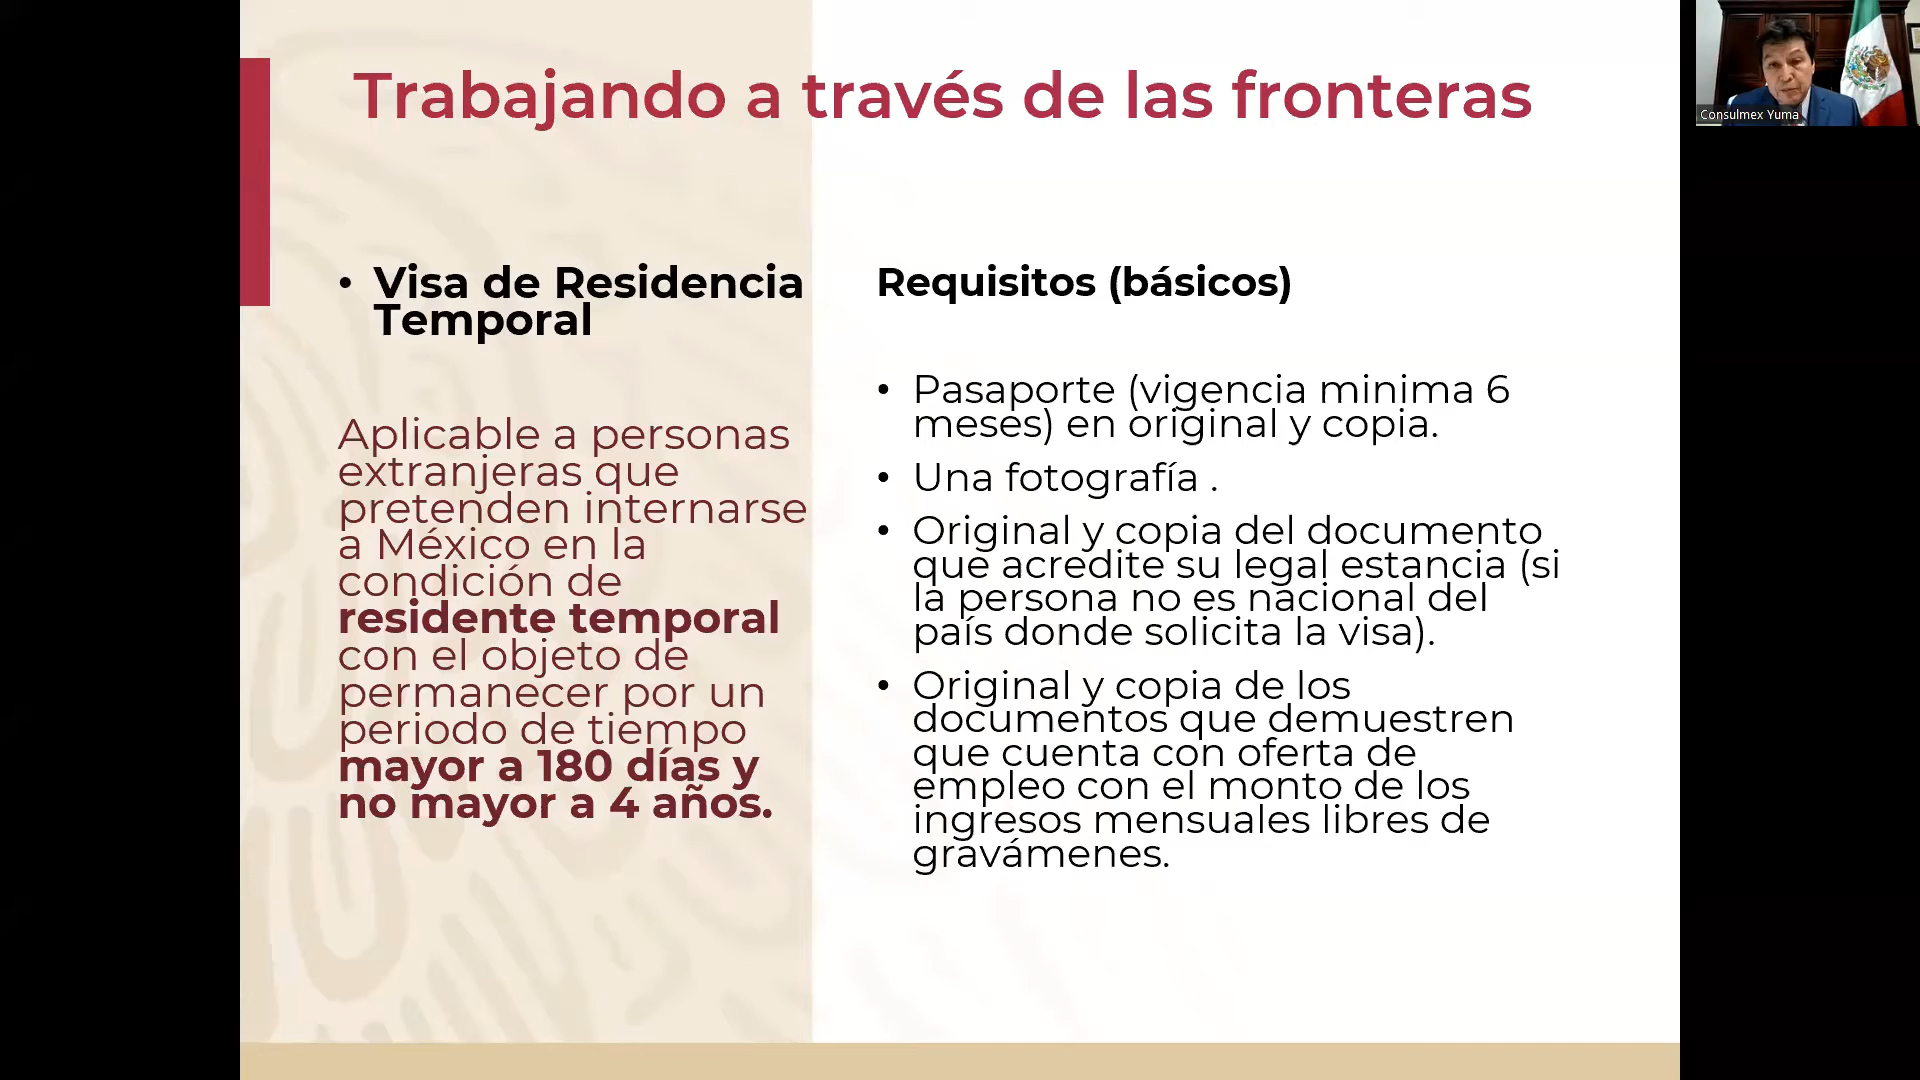 Trabajando a través de las fronteras
• Visa de Residencia
Temporal
Aplicable a personas
extranjeras que
pretenden internarse
a México en la
condición de
residente temporal
con el objeto de
permanecer por un
periodo de tiempo
mayor a 180 días y
no mayor a 4 años.
Requisitos (básicos)
• Pasaporte (vigencia minima 6
meses) en original y copia.
• Una fotografía .
• Original y copia del documento
que acredite su legal estancia (si
la persona no es nacional del
país donde solicita la visa).
• Original y copia de los
documentos que demuestren
que cuenta con oferta de
empleo con el monto de los
ingresos mensuales libres de
gravámenes.
Consulmex Yuma